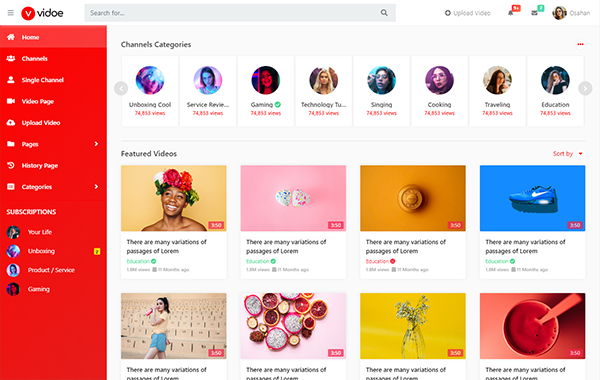 vidoe
Search for...
Upload Video
9+
7
Osahan
Home
Channels
Single Channel
Video Page
Upload Video
Pages
History Page
Categories
SUBSCRIPTIONS
Your Life
Unboxing
2
Product / Service
Gaming
Channels Categories
Unboxing Cool
74,853 views
Service Revie...
74,853 views
Gaming
74,853 views
Technology Tu...
74,853 views
Singing
74,853 views
Cooking
74,853 views
Traveling
74,853 views
Education
74,853 views
Featured Videos
Sort by
3:50
There are many variations of
passages of Lorem
Education
1.8M views 11 Months ago
3:50
There are many variations of
passages of Lorem
Education
1.8M views 11 Months ago
3:50
There are many variations of
passages of Lorem
Education
1.8M views 11 Months ago
3:50
There are many variations of
passages of Lorem
Education
1.8M views 11 Months ago
3:50
There are many variations of
passages of Lorem
3:50
There are many variations of
passages of Lorem
3:50
There are many variations of
passages of Lorem
3:50
There are many variations of
passages of Lorem